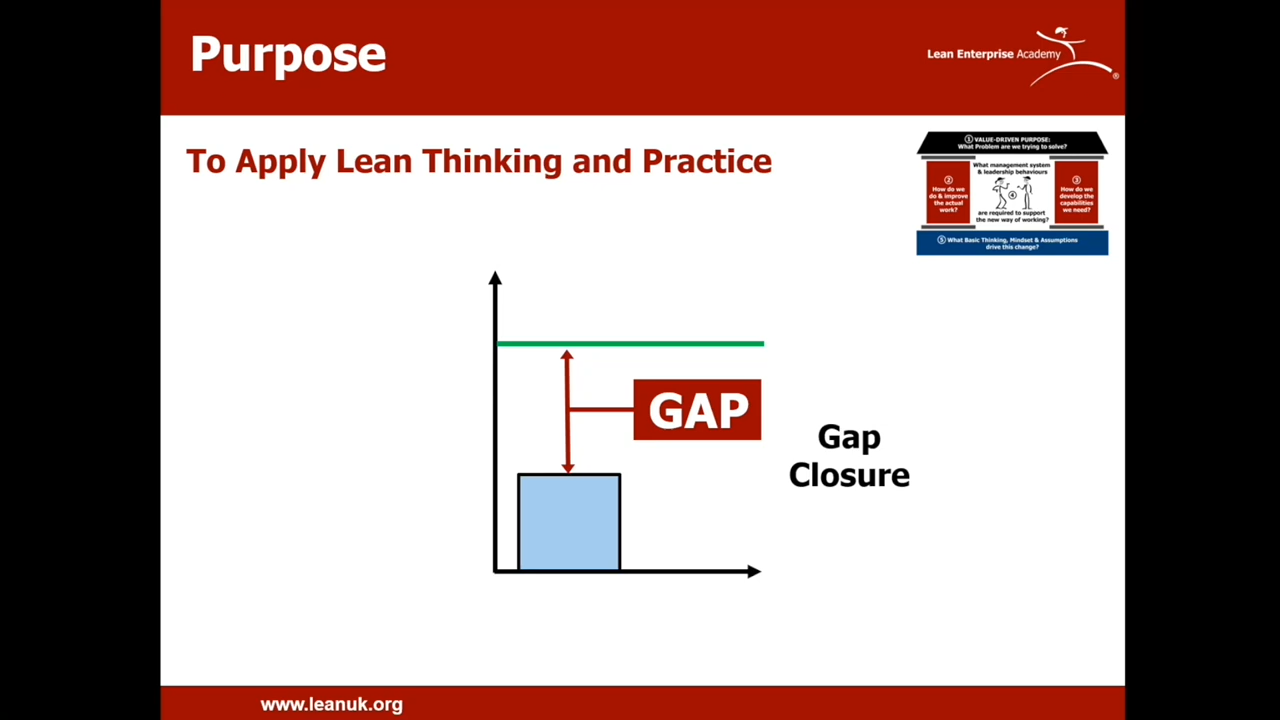 Purpose
Lean Enterprise Academy
®
To Apply Lean Thinking and Practice
① VALUE-DRIVEN PURPOSE:
What Problem are we trying to solve?
②
How do we
do & improve
the actual
work?
What management system
& leadership behaviours
④
are required to support
the new way of working?
③
How do we
develop the
capabilities
we need?
⑤ What Basic Thinking, Mindset & Assumptions
drive this change?
GAP
Gap
Closure
www.leanuk.org